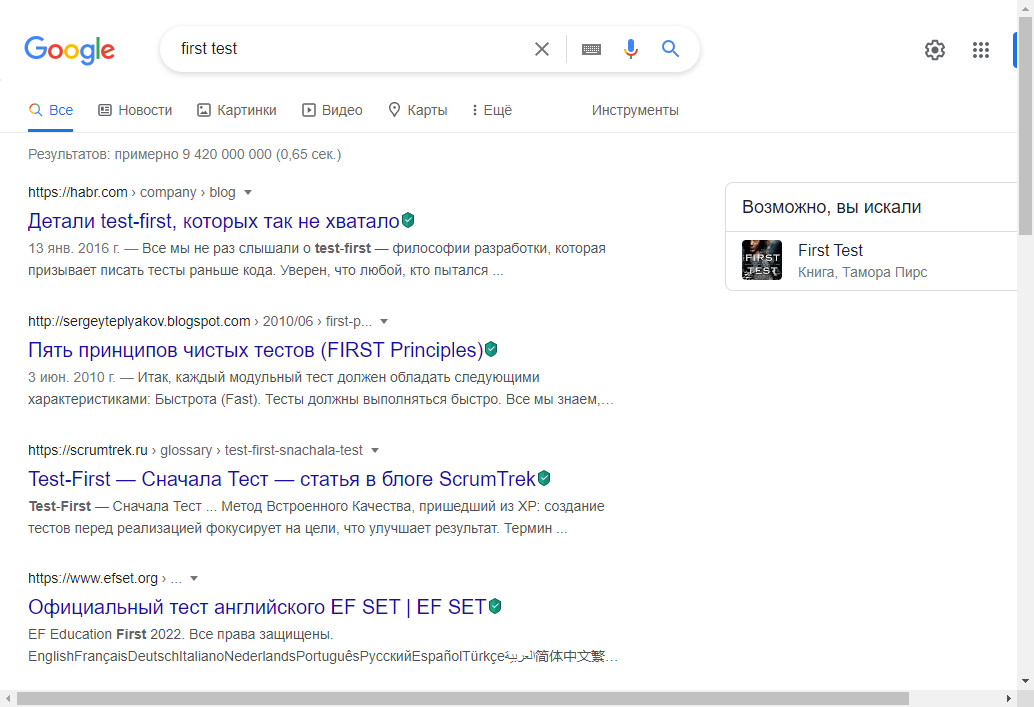 Google
first test
Все
Новости
Картинки
Видео
Карты
Ещё
Инструменты
Результатов: примерно 9 420 000 000 (0,65 сек.)
https://habr.com › company › blog
Детали test-first, которых так не хватало
13 янв. 2016 г. — Все мы не раз слышали о test-first — философии разработки, которая
призывает писать тесты раньше кода. Уверен, что любой, кто пытался ...
Возможно, вы искали
FIRST
TEST
First Test
Книга, Тамора Пирс
http://sergeyteplyakov.blogspot.com › 2010/06 › first-p...
Пять принципов чистых тестов (FIRST Principles)
3 июн. 2010 г. — Итак, каждый модульный тест должен обладать следующими
характеристиками: Быстрота (Fast). Тесты должны выполняться быстро. Все мы знаем,…
https://scrumtrek.ru › glossary › test-first-snachala-test
Test-First — Сначала Тест — статья в блоге ScrumTrek
Test-First — Сначала Тест ... Метод Встроенного Качества, пришедший из XP: создание
тестов перед реализацией фокусирует на цели, что улучшает результат. Термин ...
https://www.efset.org › ...
Официальный тест английского EF SET | EF SET
EF Education First 2022. Все права защищены.
EnglishFrançaisDeutschItalianoNederlandsPortuguêsРусскийEspañolTürkçeالعربية简体中文繁…